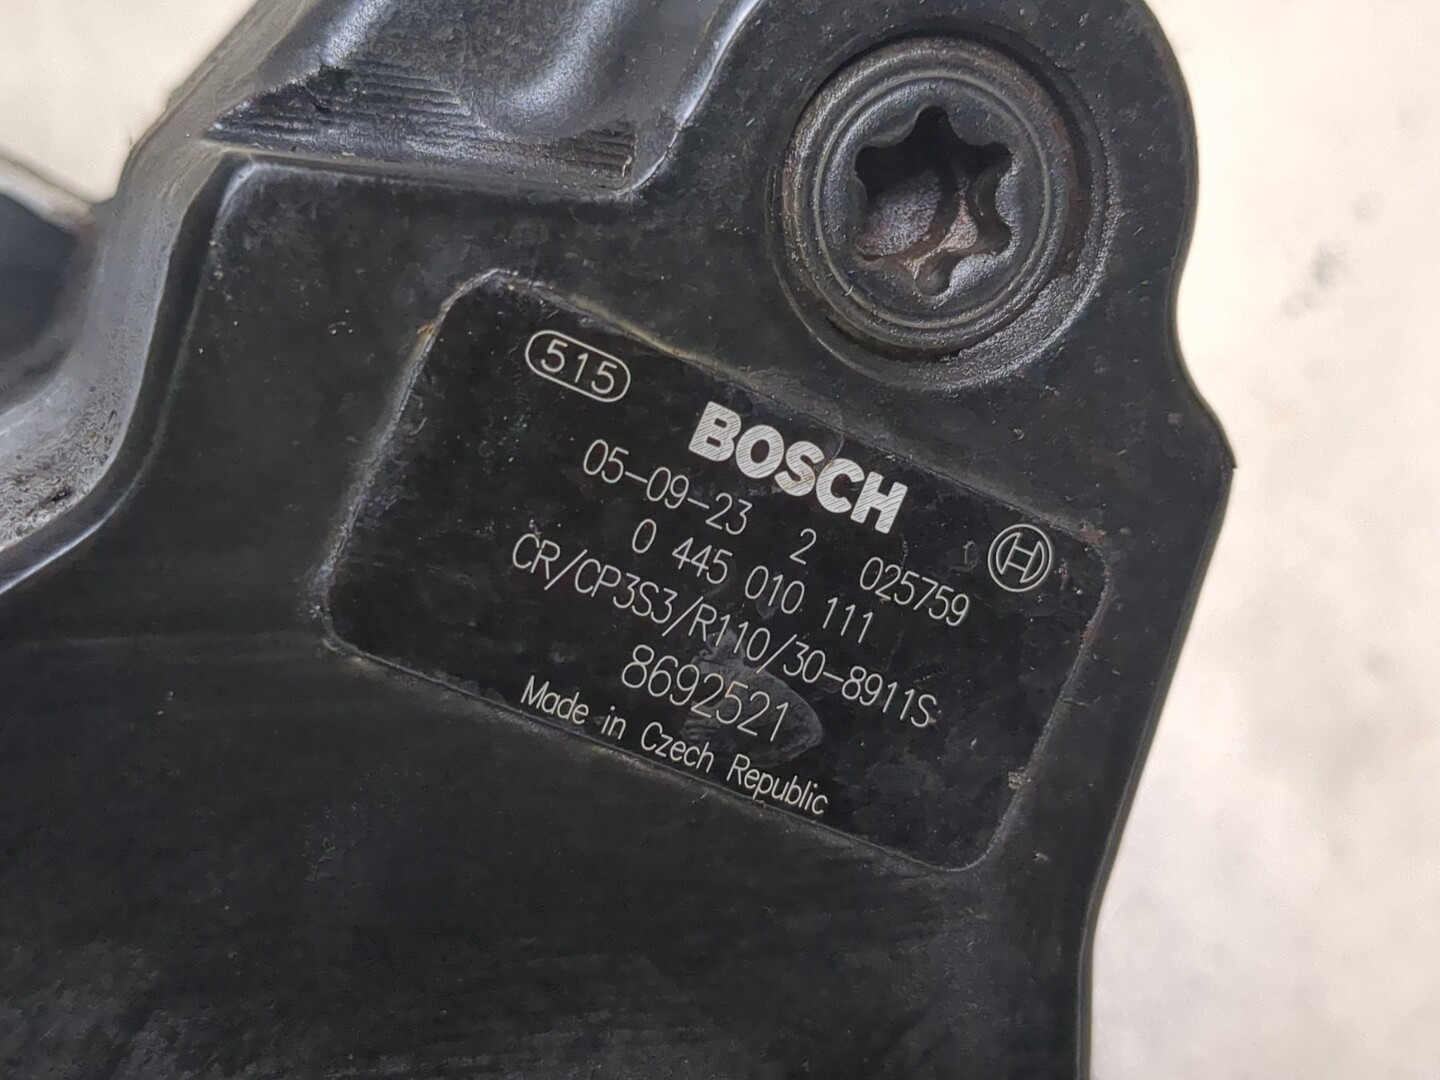 515
BOSCH
05-09-23 2 025759
0 445 010 111
CR/CP3S3/R110/30-8911S
8692521
Made in Czech Republic